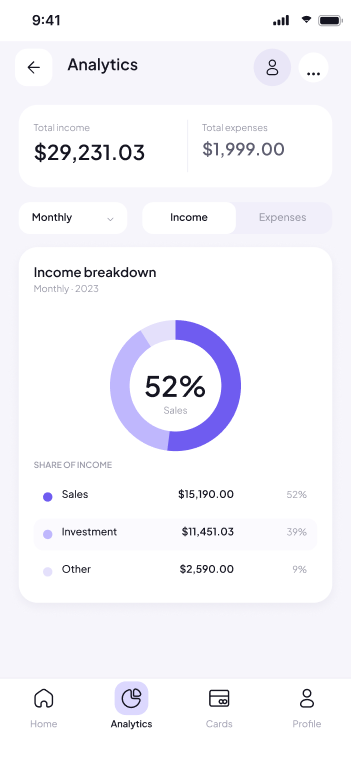 9:41
Analytics
Total income
$29,231.03
Total expenses
$1,999.00
Monthly
Income
Expenses
Income breakdown
Monthly · 2023
52%
Sales
SHARE OF INCOME
Sales $15,190.00 52%
Investment $11,451.03 39%
Other $2,590.00 9%
Home
Analytics
Cards
Profile